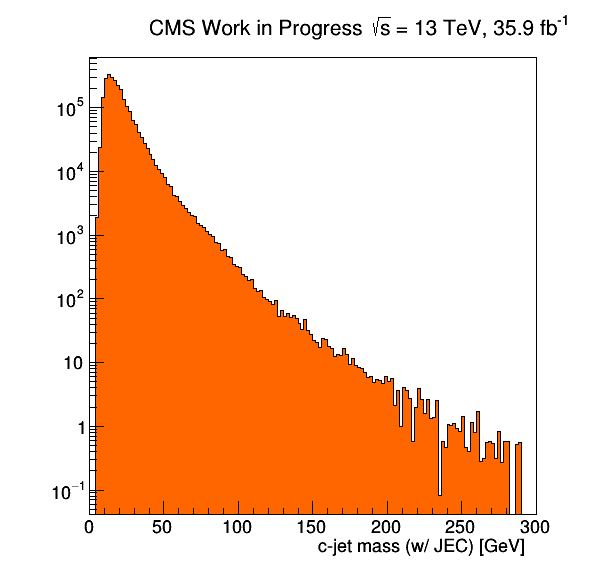 CMS Work in Progress √s = 13 TeV, 35.9 fb⁻¹
10⁵
10⁴
10³
10²
10
1
10⁻¹
0 50 100 150 200 250 300
c-jet mass (w/ JEC) [GeV]